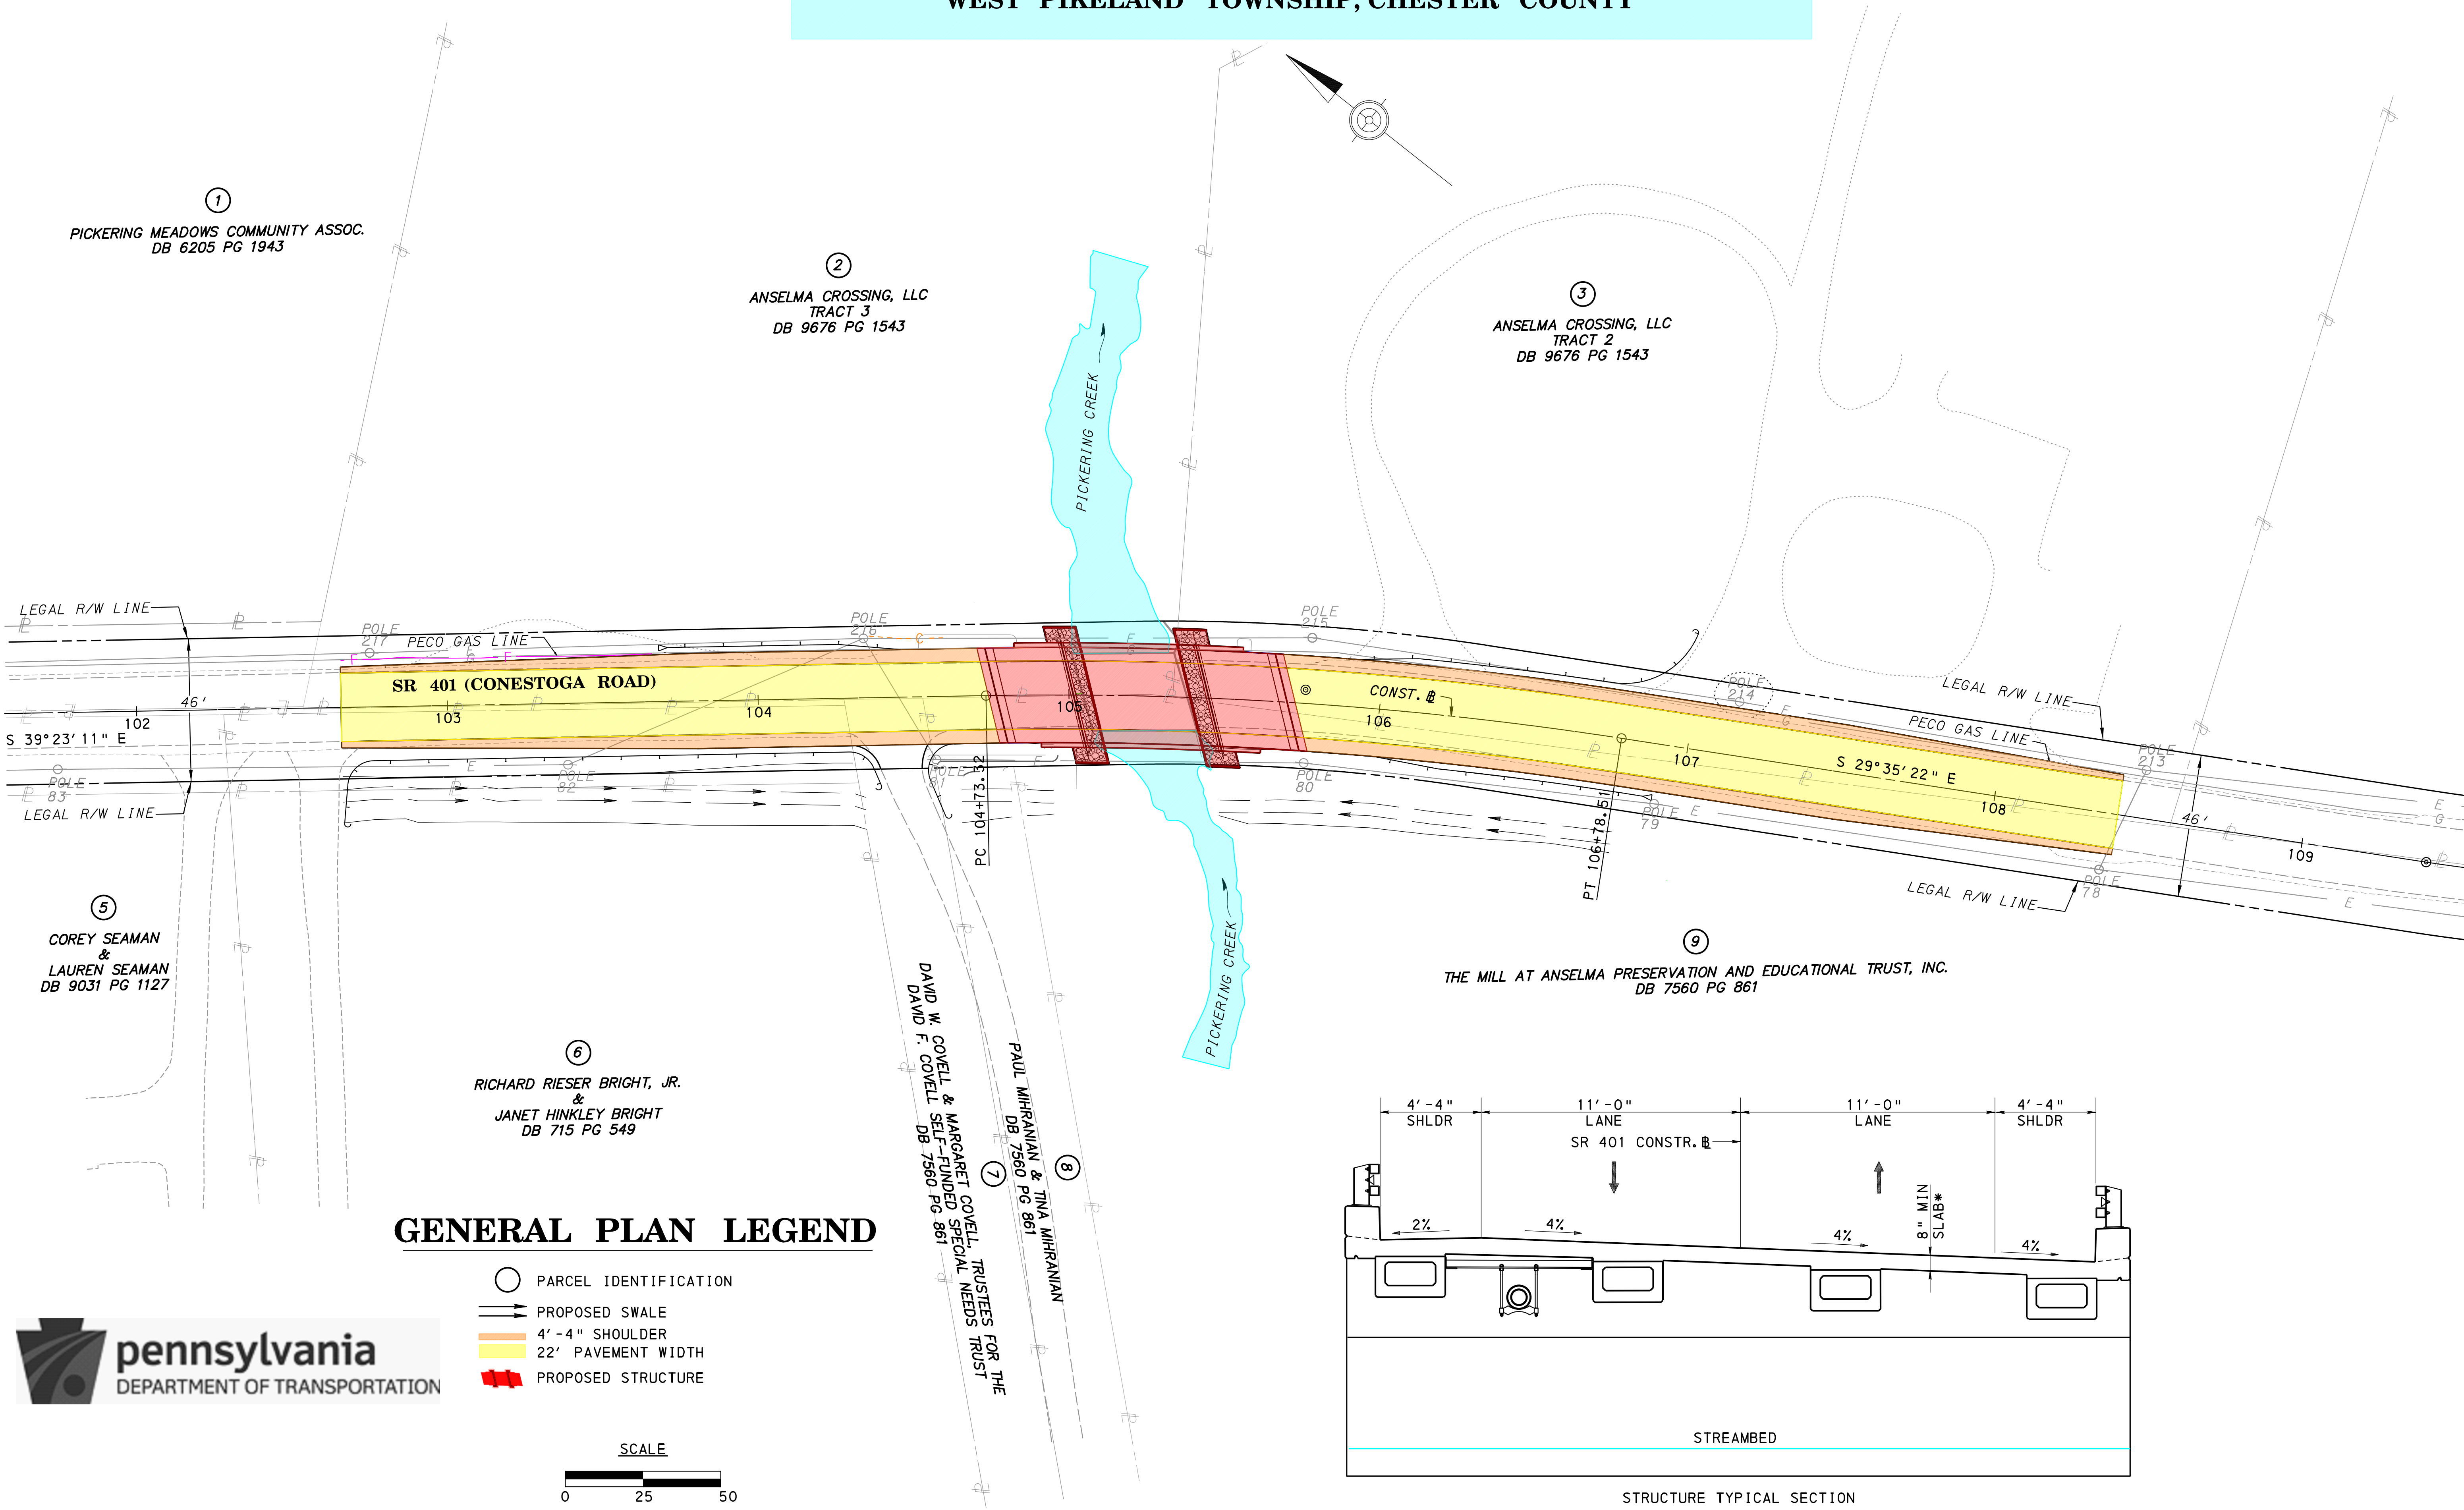 WEST PIKELAND TOWNSHIP, CHESTER COUNTY
1
PICKERING MEADOWS COMMUNITY ASSOC.
DB 6205 PG 1943
2
ANSELMA CROSSING, LLC
TRACT 3
DB 9676 PG 1543
3
ANSELMA CROSSING, LLC
TRACT 2
DB 9676 PG 1543
PICKERING CREEK
LEGAL R/W LINE
POLE
217
PECO GAS LINE
POLE
216
POLE
215
POLE
214
LEGAL R/W LINE
PECO GAS LINE
POLE
213
SR 401 (CONESTOGA ROAD)
46'
102
103
104
105
106
107
108
109
CONST. B
S 39°23'11" E
S 29°35'22" E
46'
POLE
83
LEGAL R/W LINE
POLE
82
POLE
81
PC 104+73.32
POLE
80
POLE
79
PT 106+78.51
POLE
78
LEGAL R/W LINE
5
COREY SEAMAN
&
LAUREN SEAMAN
DB 9031 PG 1127
6
RICHARD RIESER BRIGHT, JR.
&
JANET HINKLEY BRIGHT
DB 715 PG 549
DAVID W. COVELL & MARGARET COVELL, TRUSTEES FOR THE
DAVID F. COVELL SELF-FUNDED SPECIAL NEEDS TRUST
DB 7560 PG 861
7
PAUL MIHRANIAN & TINA MIHRANIAN
DB 7560 PG 861
8
PICKERING CREEK
9
THE MILL AT ANSELMA PRESERVATION AND EDUCATIONAL TRUST, INC.
DB 7560 PG 861
GENERAL PLAN LEGEND
PARCEL IDENTIFICATION
PROPOSED SWALE
4'-4" SHOULDER
22' PAVEMENT WIDTH
PROPOSED STRUCTURE
pennsylvania
DEPARTMENT OF TRANSPORTATION
SCALE
0 25 50
4'-4" 11'-0" 11'-0" 4'-4"
SHLDR LANE LANE SHLDR
SR 401 CONSTR. B
8" MIN
SLAB*
2% 4% 4% 4%
STREAMBED
STRUCTURE TYPICAL SECTION